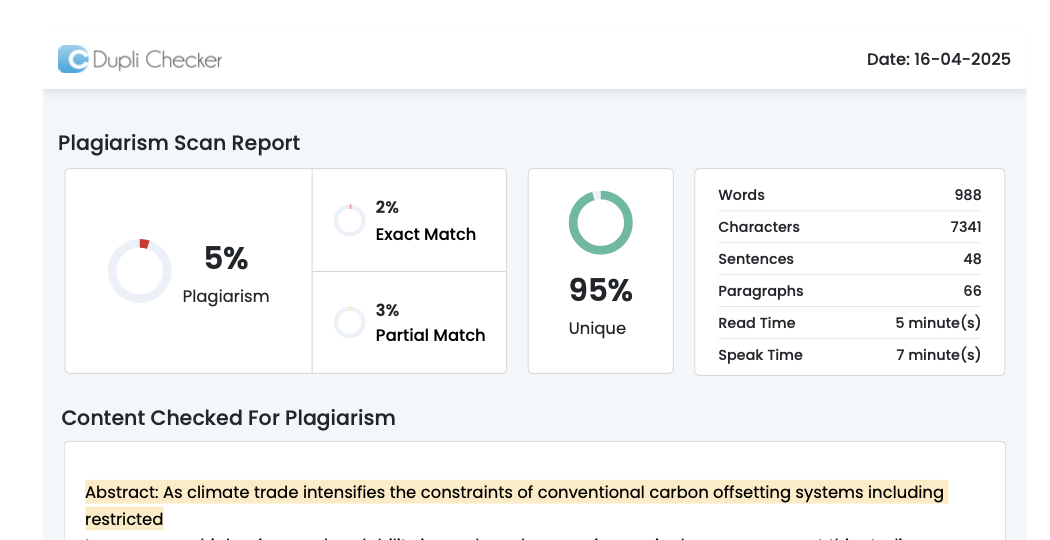 Dupli Checker
Date: 16-04-2025
Plagiarism Scan Report
5%
Plagiarism
2%
Exact Match
3%
Partial Match
95%
Unique
Words 988
Characters 7341
Sentences 48
Paragraphs 66
Read Time 5 minute(s)
Speak Time 7 minute(s)
Content Checked For Plagiarism
Abstract: As climate trade intensifies the constraints of conventional carbon offsetting systems including
restricted